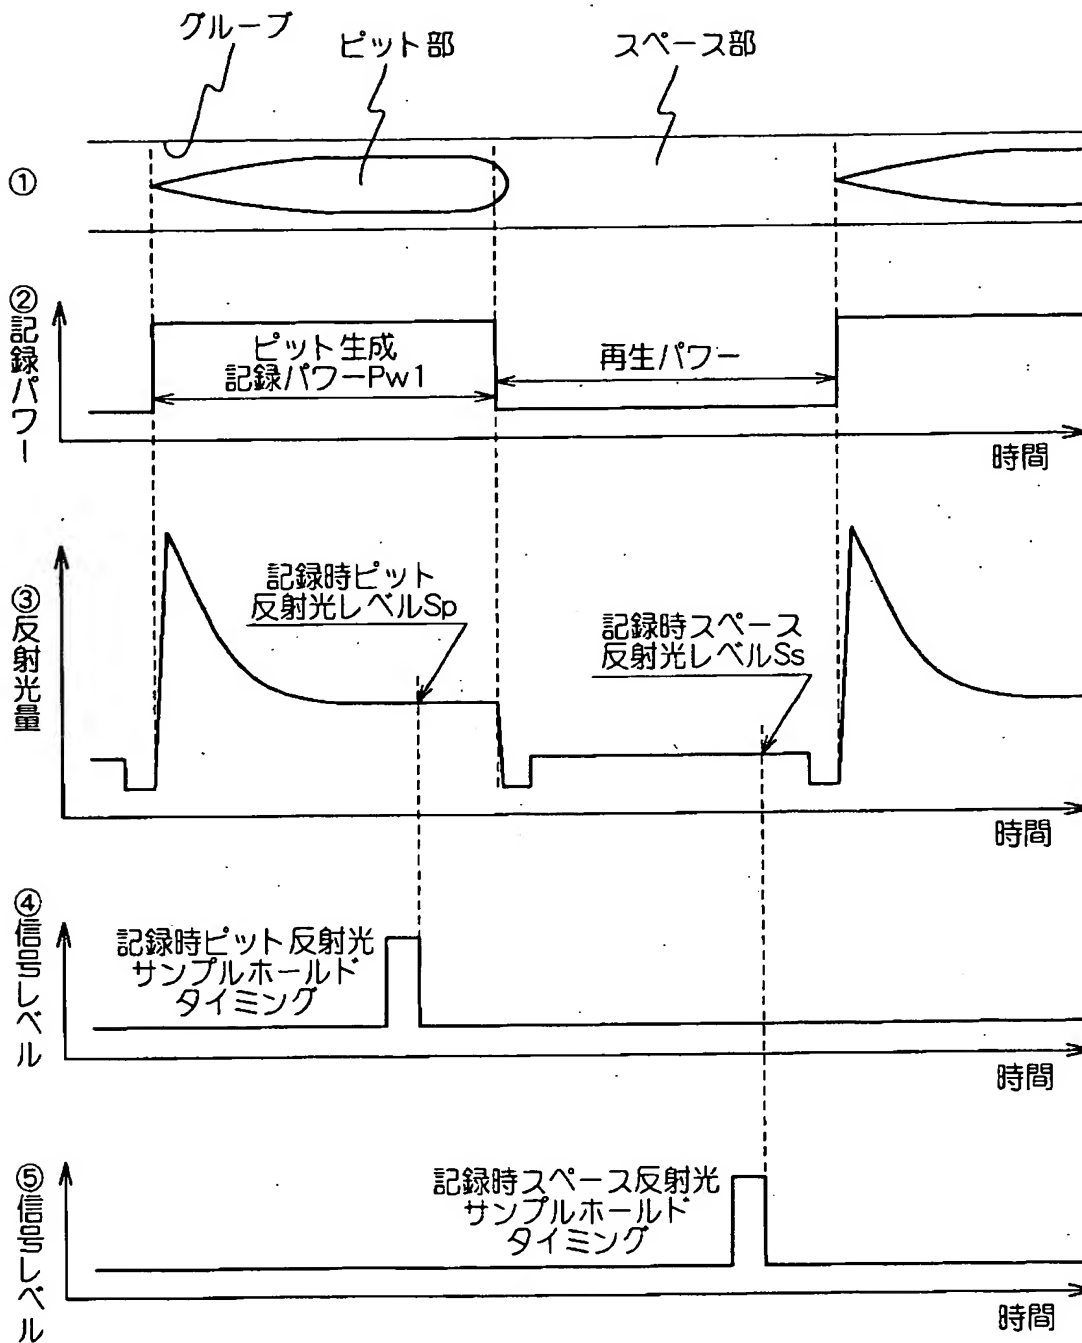 グルーブ
ピット部
スペース部
①
②記録パワー
ピット生成
記録パワーPw1
再生パワー
時間
③反射光量
記録時ピット
反射光レベルSp
記録時スペース
反射光レベルSs
時間
④信号レベル
記録時ピット反射光
サンプルホールド
タイミング
時間
⑤信号レベル
記録時スペース反射光
サンプルホールド
タイミング
時間